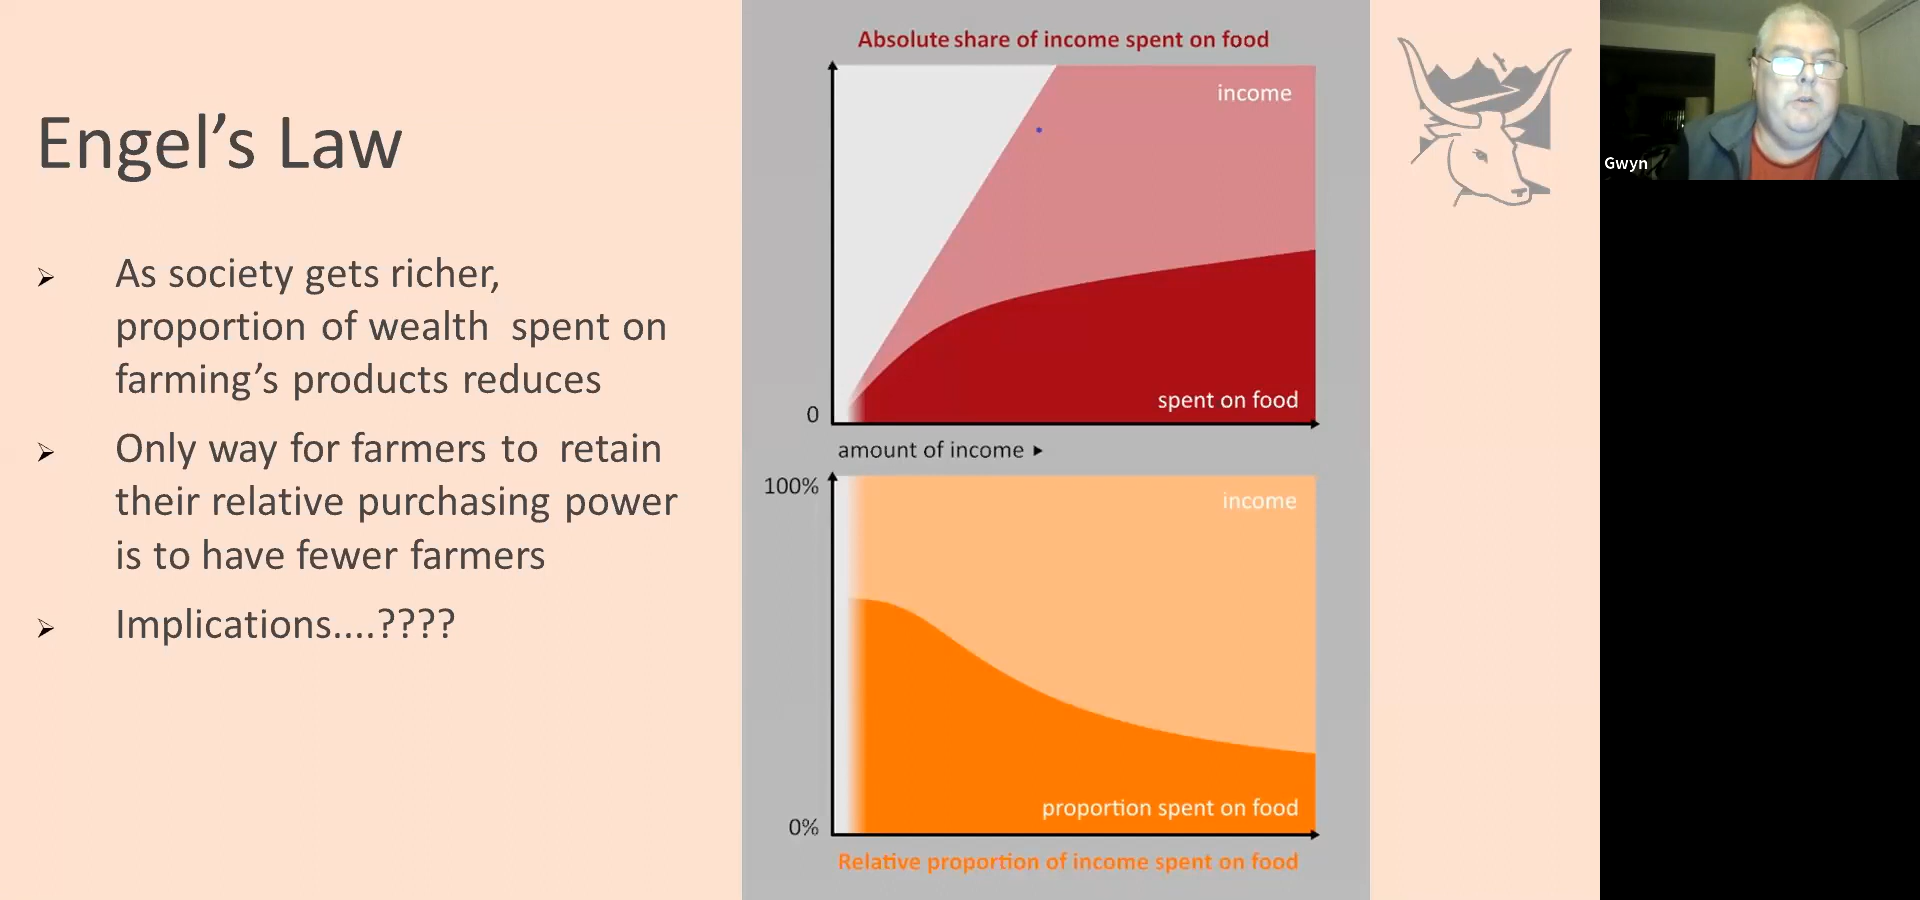 Engel’s Law
➢ As society gets richer,
proportion of wealth spent on
farming’s products reduces
➢ Only way for farmers to retain
their relative purchasing power
is to have fewer farmers
➢ Implications....????
Absolute share of income spent on food
income
spent on food
0
amount of income ▸
100%
income
proportion spent on food
0%
Relative proportion of income spent on food
Gwyn